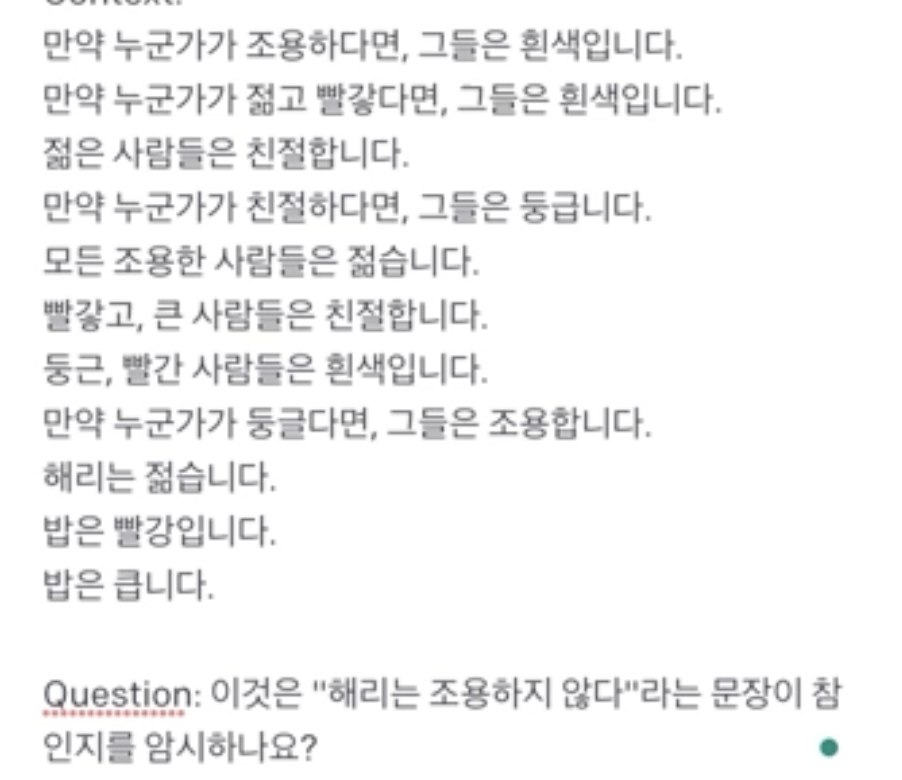 Context:
만약 누군가가 조용하다면, 그들은 흰색입니다.
만약 누군가가 젊고 빨갛다면, 그들은 흰색입니다.
젊은 사람들은 친절합니다.
만약 누군가가 친절하다면, 그들은 둥급니다.
모든 조용한 사람들은 젊습니다.
빨갛고, 큰 사람들은 친절합니다.
둥근, 빨간 사람들은 흰색입니다.
만약 누군가가 둥글다면, 그들은 조용합니다.
해리는 젊습니다.
밥은 빨강입니다.
밥은 큽니다.
Question: 이것은 "해리는 조용하지 않다"라는 문장이 참
인지를 암시하나요?